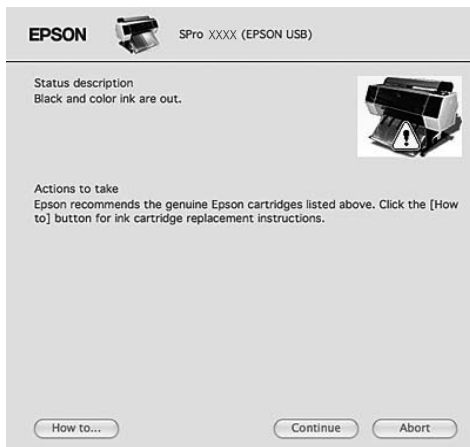 EPSON SPro XXXX (EPSON USB)
Status description
Black and color ink are out.
Actions to take
Epson recommends the genuine Epson cartridges listed above. Click the [How
to] button for ink cartridge replacement instructions.
How to... Continue Abort